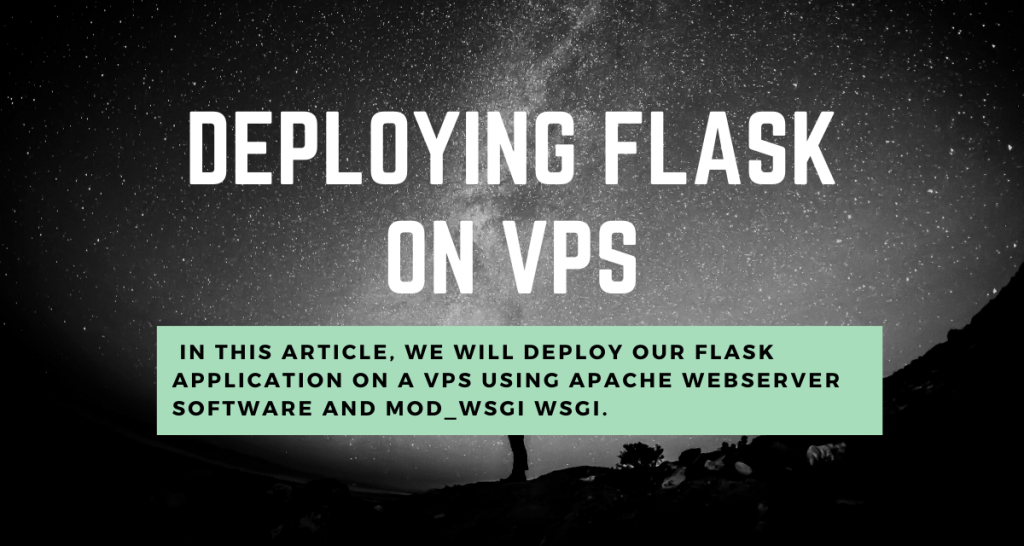 DEPLOYING FLASK
ON VPS
IN THIS ARTICLE, WE WILL DEPLOY OUR FLASK
APPLICATION ON A VPS USING APACHE WEBSERVER
SOFTWARE AND MOD_WSGI WSGI.